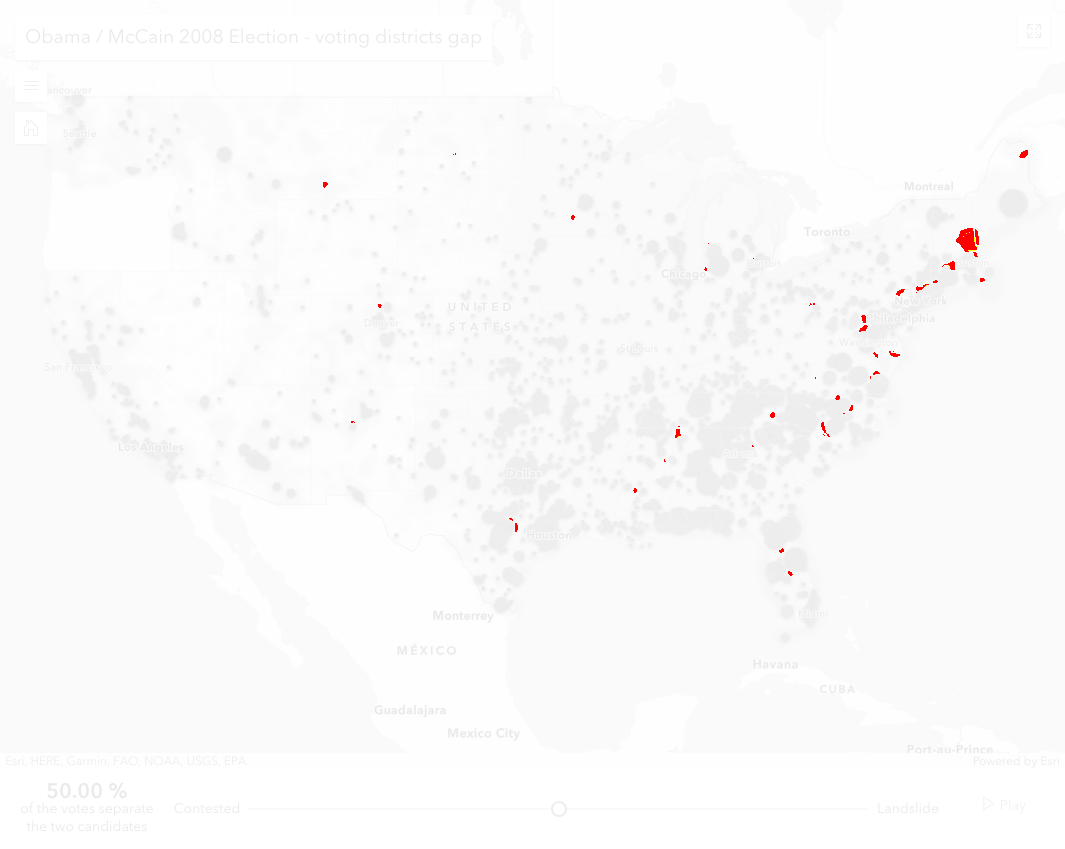 Obama / McCain 2008 Election - voting districts gap
ancouver
Seattle
Montreal
Toronto
Chicago
New York
UNITED
STATES
Denver
Philadelphia
Washington
St Louis
San Francisco
Los Angeles
Atlanta
Dallas
Houston
Miami
Monterrey
MÉXICO
Havana
CUBA
Guadalajara
Mexico City
Port-au-Prince
Esri, HERE, Garmin, FAO, NOAA, USGS, EPA
Powered by Esri
50.00 %
of the votes separate
the two candidates
Contested
Landslide
Play